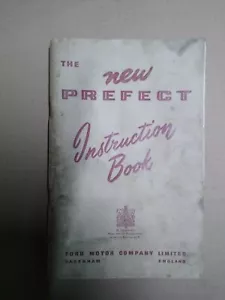 THE
new
PREFECT
Instruction
Book
FORD MOTOR COMPANY LIMITED
DAGENHAM ENGLAND